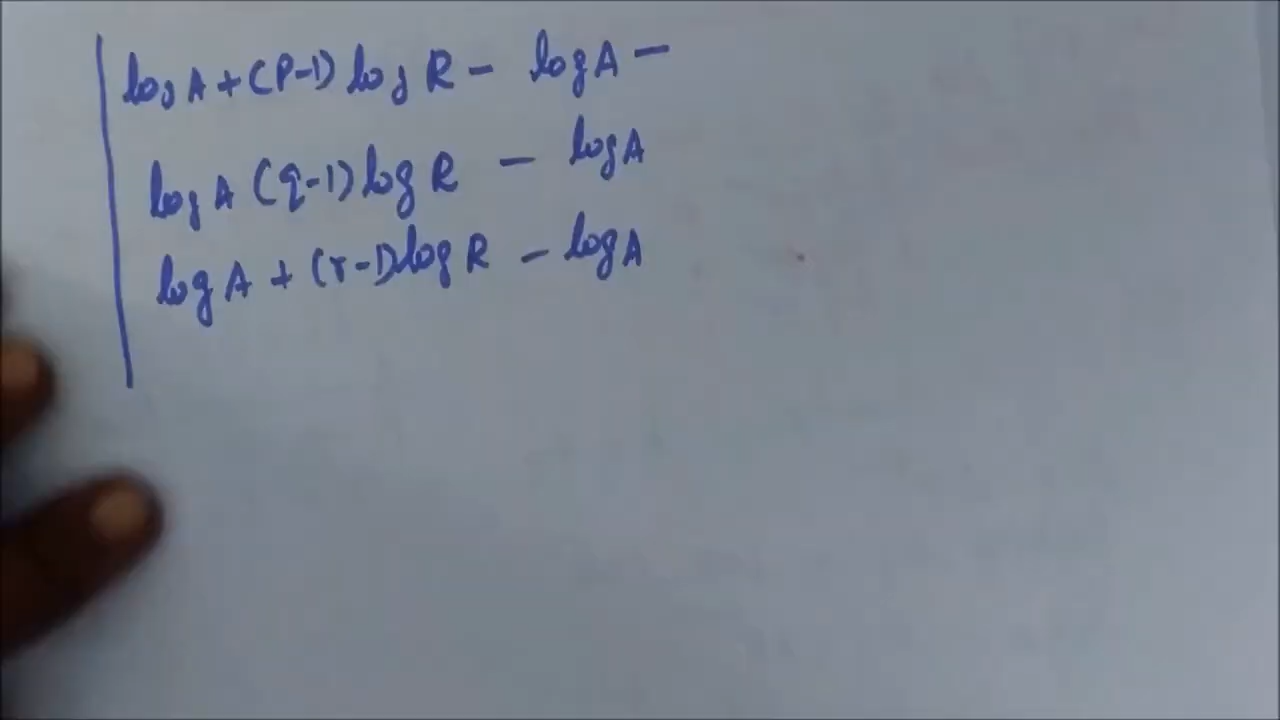 log A + (P-1) log R - log A -
log A (q-1) log R - log A
log A + (r-1) log R - log A